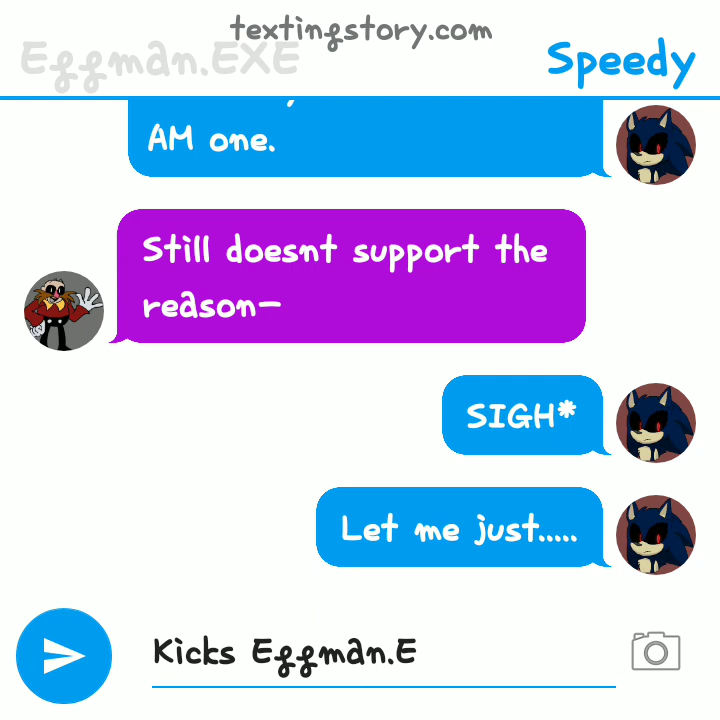 textingstory.com
Eggman.EXE
Speedy
AM one.
Still doesnt support the
reason-
SIGH*
Let me just.....
Kicks Eggman.E